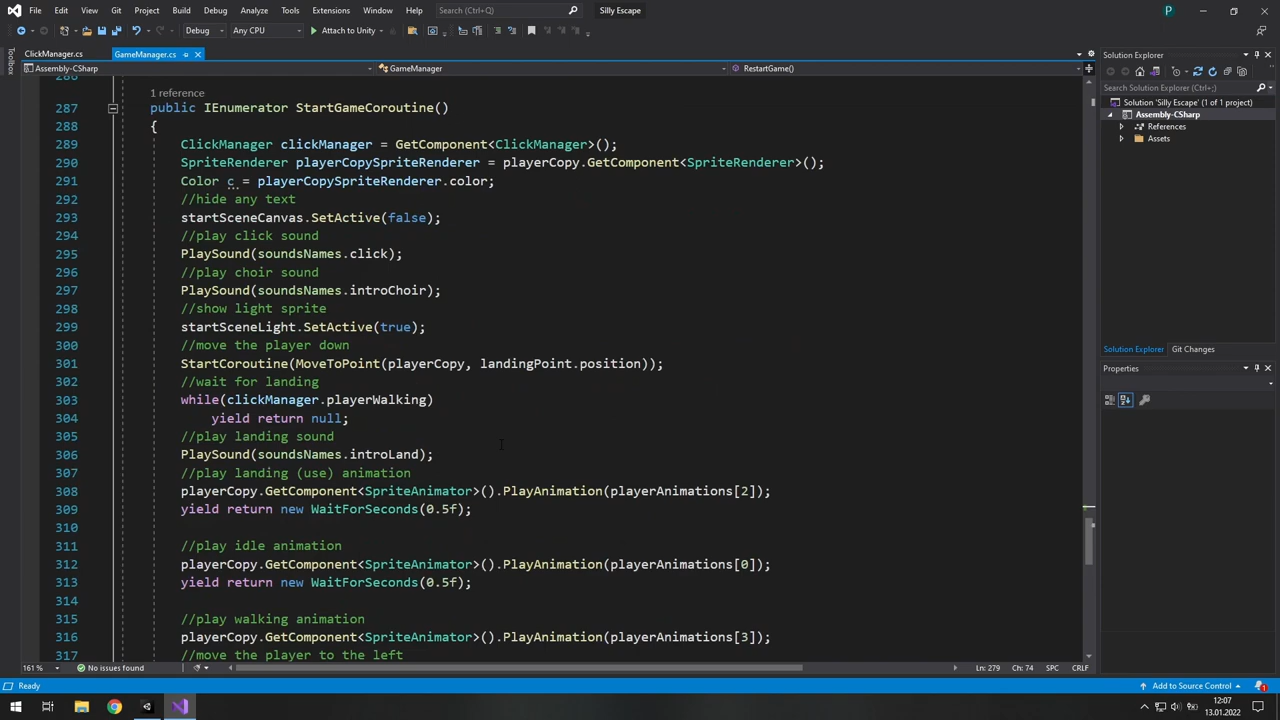 File Edit View Git Project Build Debug Test Analyze Tools Extensions Window Help Search (Ctrl+Q) Silly Escape P
Debug Any CPU Attach to Unity
ClickManager.cs GameManager.cs
Toolbox
Assembly-CSharp GameManager RestartGame()
286
1 reference
287 public IEnumerator StartGameCoroutine()
288 {
289 ClickManager clickManager = GetComponent<ClickManager>();
290 SpriteRenderer playerCopySpriteRenderer = playerCopy.GetComponent<SpriteRenderer>();
291 Color c = playerCopySpriteRenderer.color;
292 //hide any text
293 startSceneCanvas.SetActive(false);
294 //play click sound
295 PlaySound(soundsNames.click);
296 //play choir sound
297 PlaySound(soundsNames.introChoir);
298 //show light sprite
299 startSceneLight.SetActive(true);
300 //move the player down
301 StartCoroutine(MoveToPoint(playerCopy, landingPoint.position));
302 //wait for landing
303 while(clickManager.playerWalking)
304 yield return null;
305 //play landing sound
306 PlaySound(soundsNames.introLand);
307 //play landing (use) animation
308 playerCopy.GetComponent<SpriteAnimator>().PlayAnimation(playerAnimations[2]);
309 yield return new WaitForSeconds(0.5f);
310
311 //play idle animation
312 playerCopy.GetComponent<SpriteAnimator>().PlayAnimation(playerAnimations[0]);
313 yield return new WaitForSeconds(0.5f);
314
315 //play walking animation
316 playerCopy.GetComponent<SpriteAnimator>().PlayAnimation(playerAnimations[3]);
317 //move the player to the left
161 % No issues found Ln: 279 Ch: 74 SPC CRLF
Solution Explorer
Search Solution Explorer (Ctrl+;)
Solution 'Silly Escape' (1 of 1 project)
Assembly-CSharp
References
Assets
Solution Explorer Git Changes
Properties
Ready Add to Source Control 1
12:07
13.01.2022